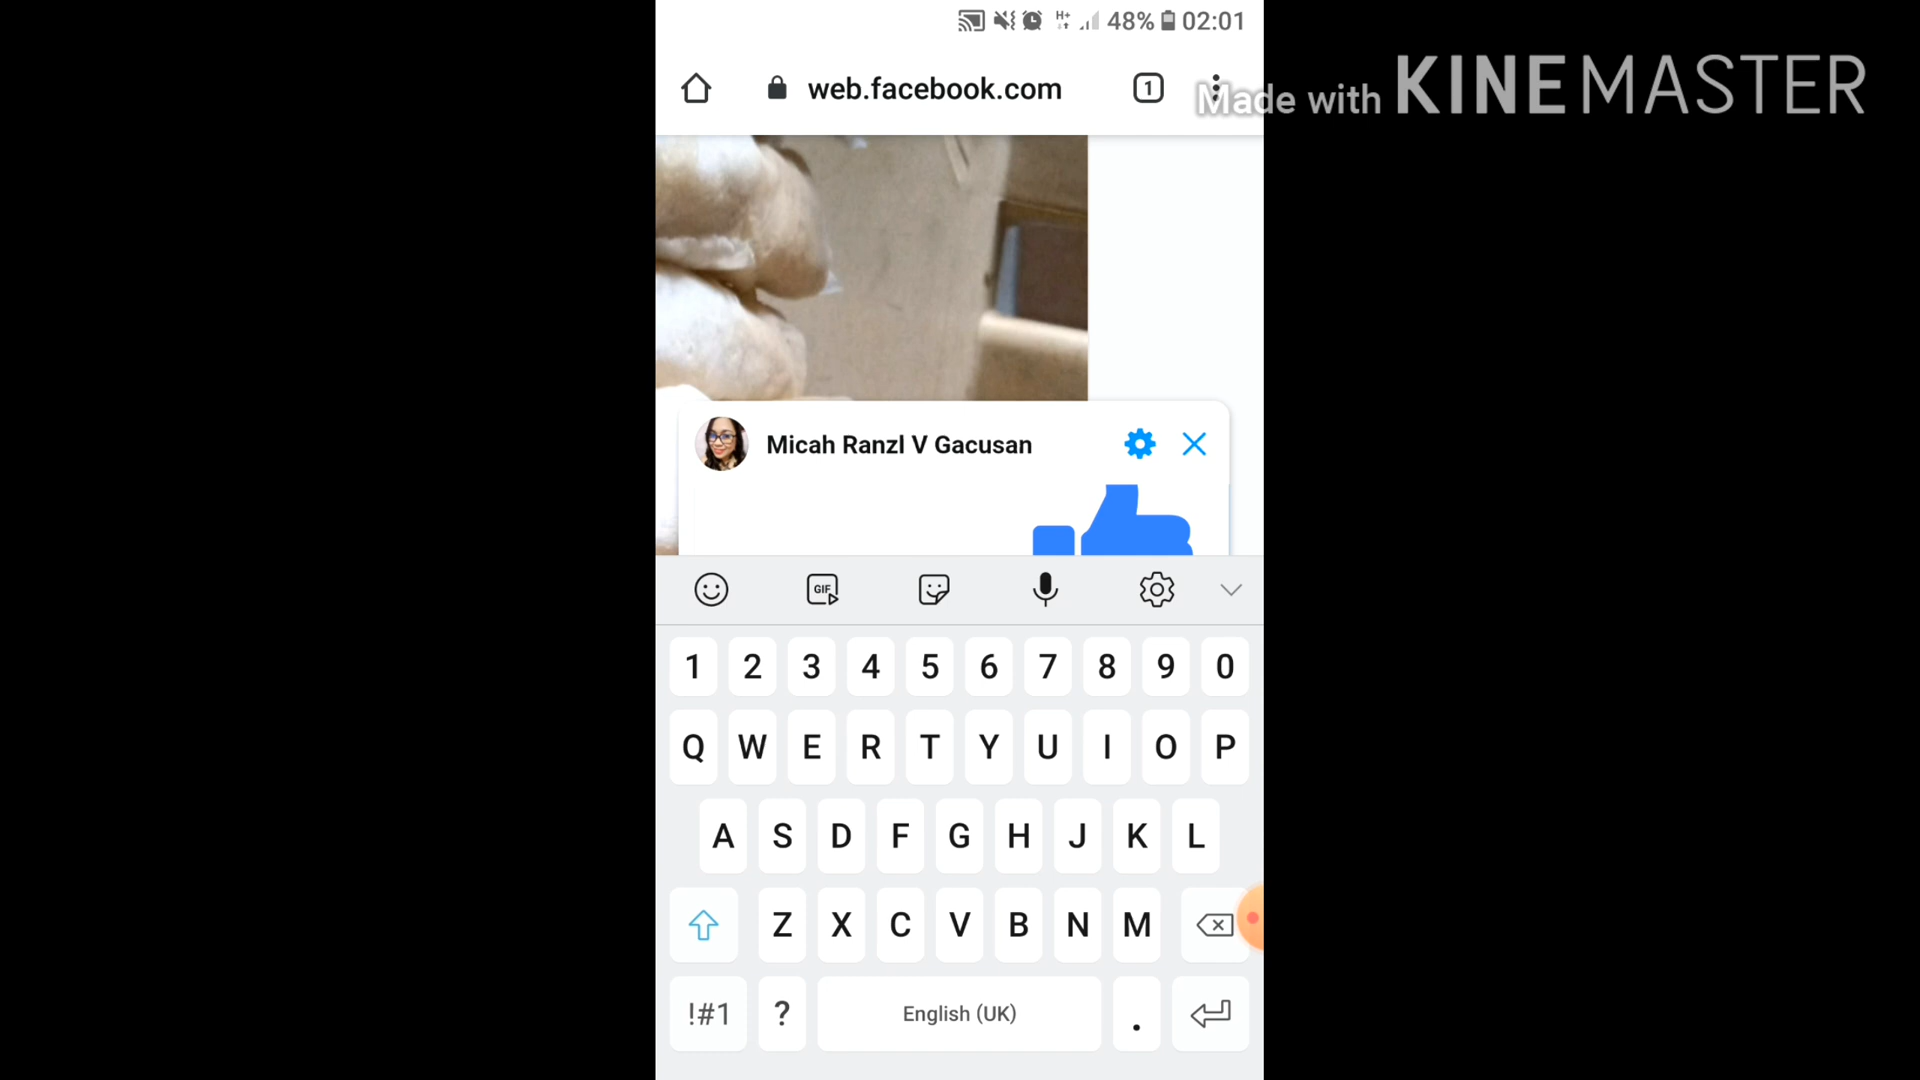 H+ 48% 02:01
web.facebook.com 1
Made with KINEMASTER
Micah Ranzl V Gacusan
GIF
1 2 3 4 5 6 7 8 9 0
Q W E R T Y U I O P
A S D F G H J K L
Z X C V B N M
!#1 ? English (UK) .